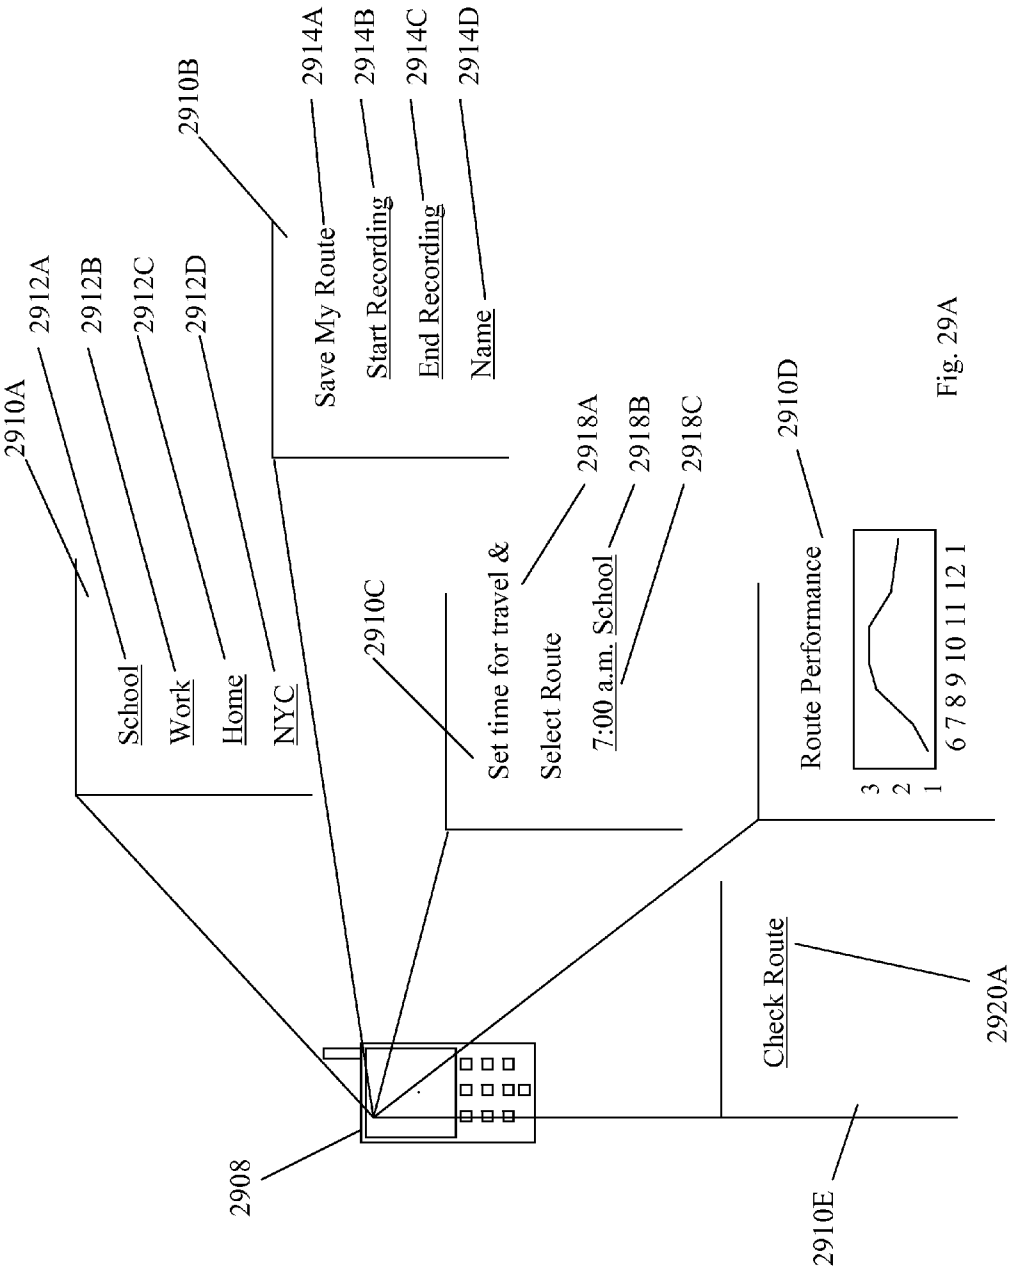 2910A
2912A
2912B
2912C
2912D
School
Work
Home
NYC
2910B
2914A
2914B
2914C
2914D
Save My Route
Start Recording
End Recording
Name
2908
2910C
Set time for travel &
Select Route
7:00 a.m. School
2918A
2918B
2918C
2910D
Route Performance
3
2
1
6 7 8 9 10 11 12 1
2910E
Check Route
2920A
Fig. 29A